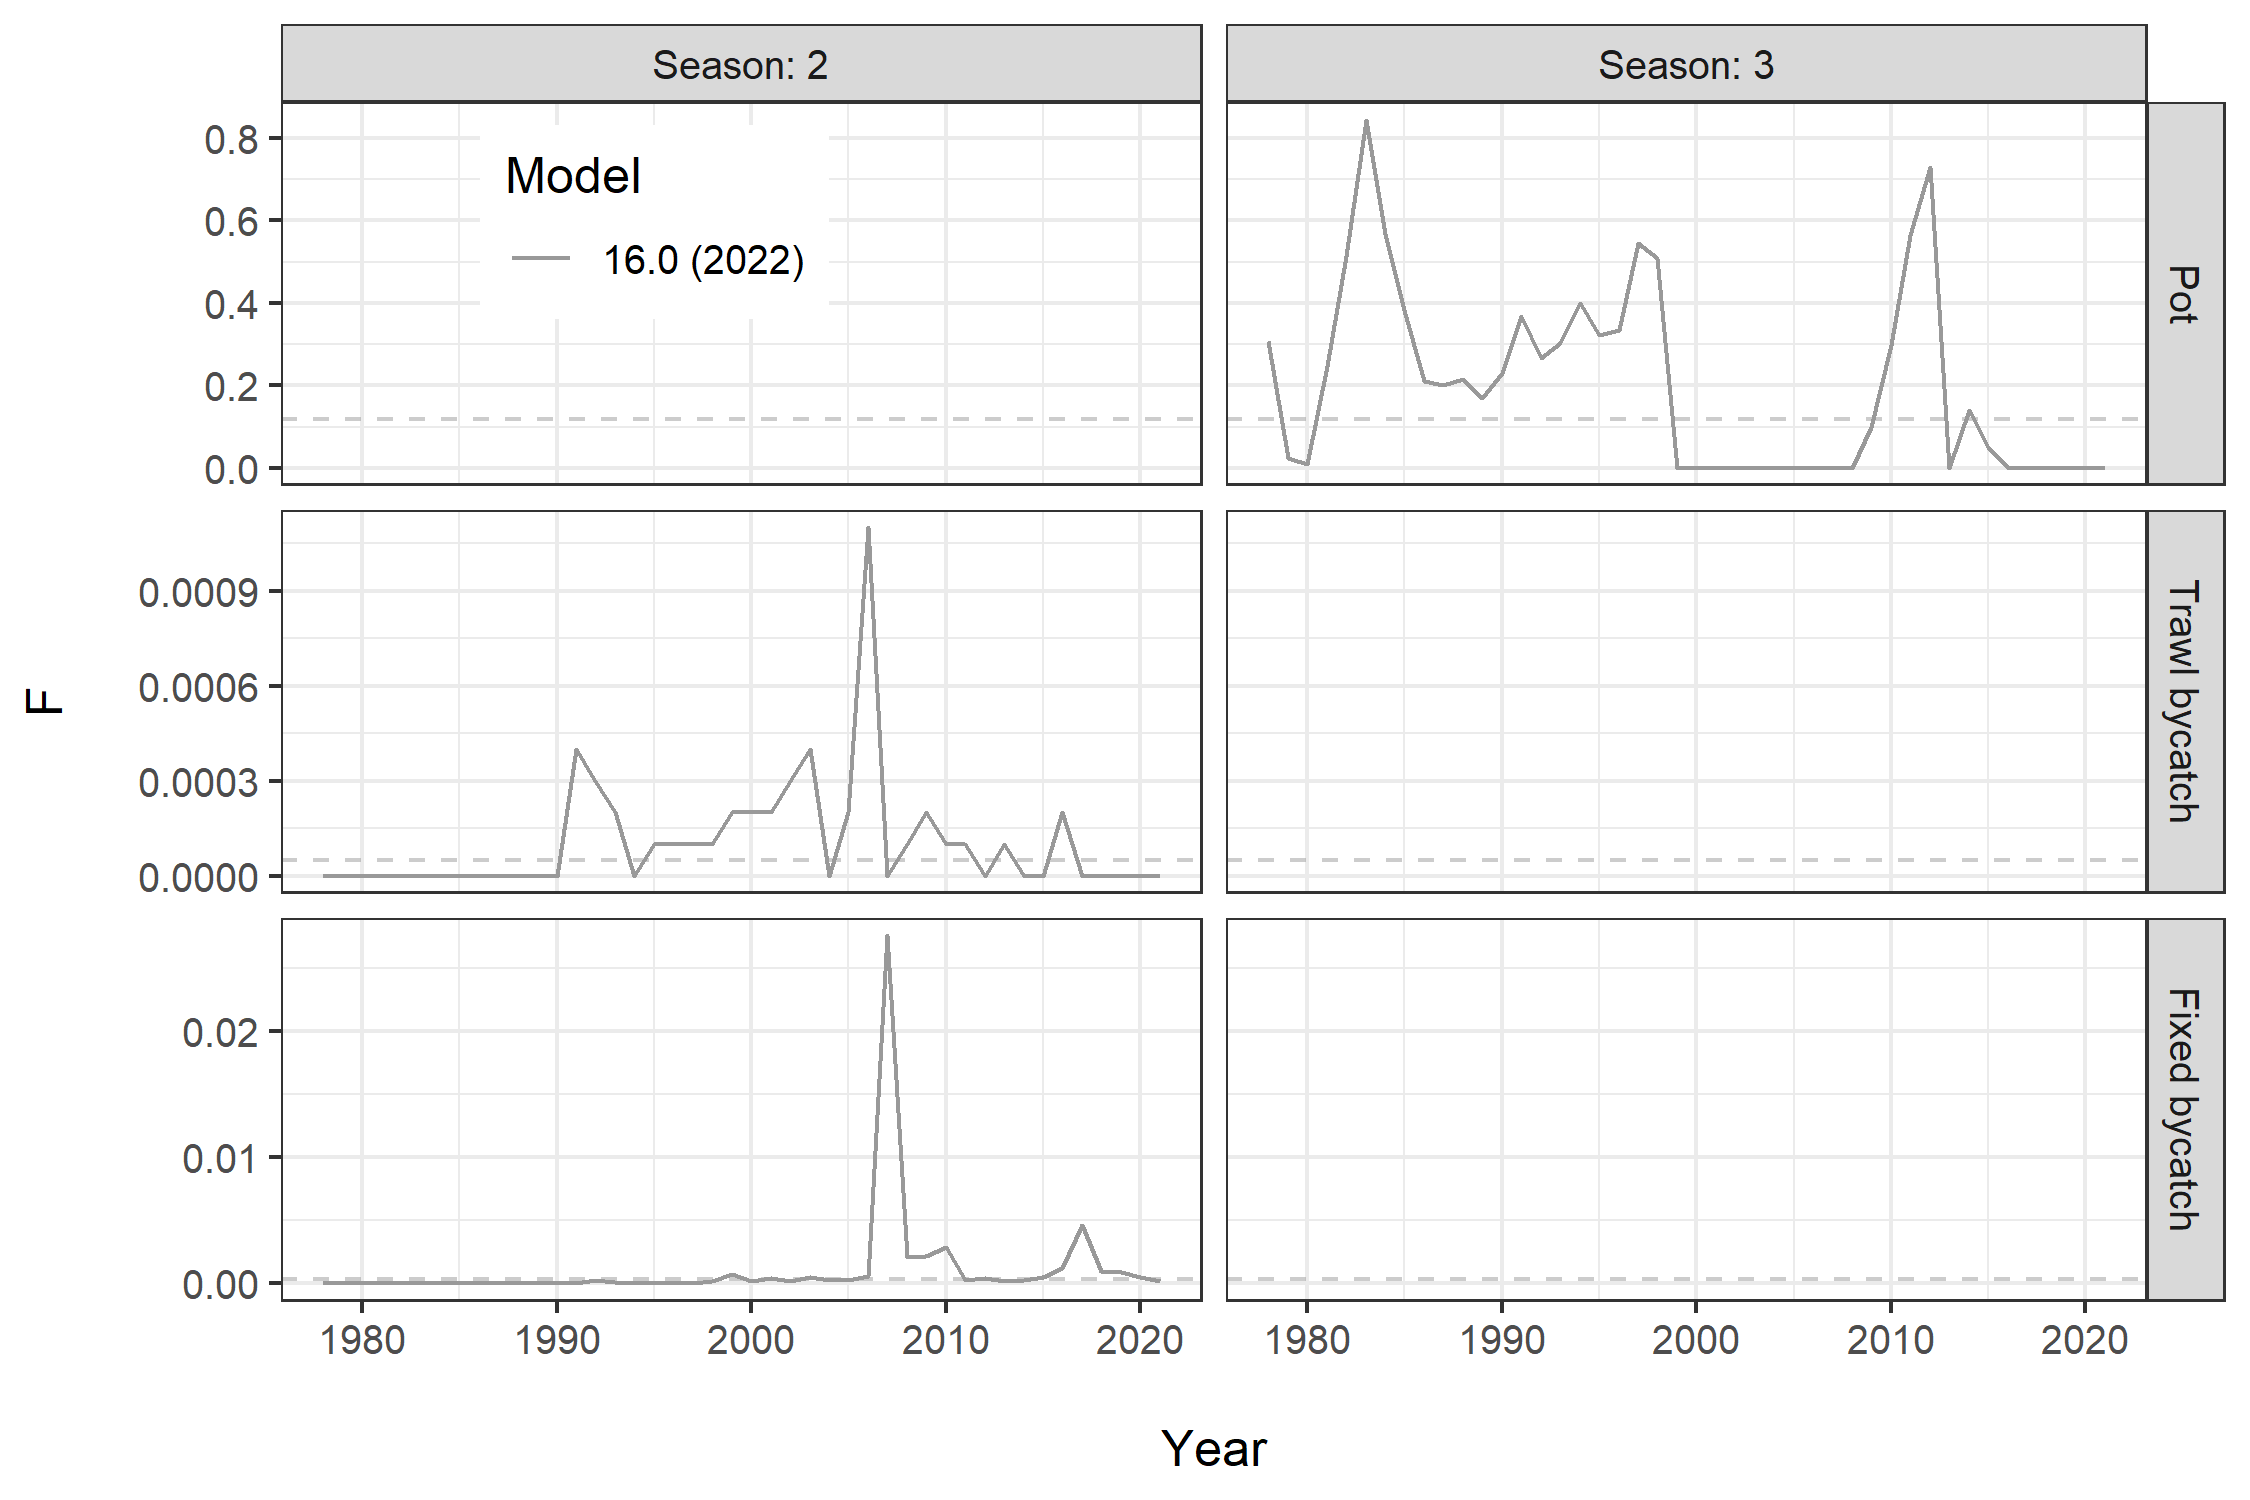 Season: 2
Season: 3
Model
16.0 (2022)
0.8
0.6
0.4
0.2
0.0
Pot
0.0009
0.0006
0.0003
0.0000
Trawl bycatch
F
0.02
0.01
0.00
Fixed bycatch
1980 1990 2000 2010 2020
1980 1990 2000 2010 2020
Year